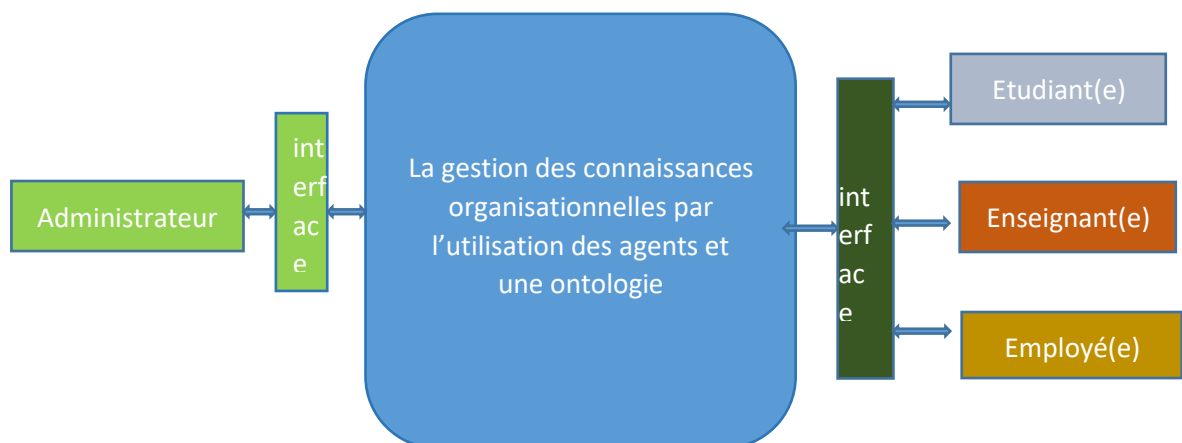 Administrateur
int
erf
ac
e
La gestion des connaissances
organisationnelles par
l’utilisation des agents et
une ontologie
int
erf
ac
e
Etudiant(e)
Enseignant(e)
Employé(e)